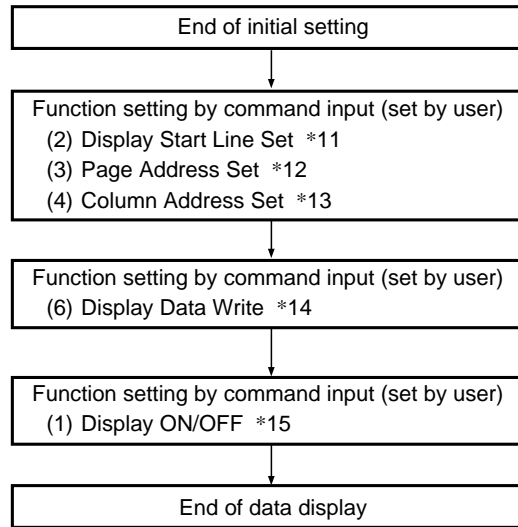 End of initial setting
Function setting by command input (set by user)
(2) Display Start Line Set *11
(3) Page Address Set *12
(4) Column Address Set *13
Function setting by command input (set by user)
(6) Display Data Write *14
Function setting by command input (set by user)
(1) Display ON/OFF *15
End of data display